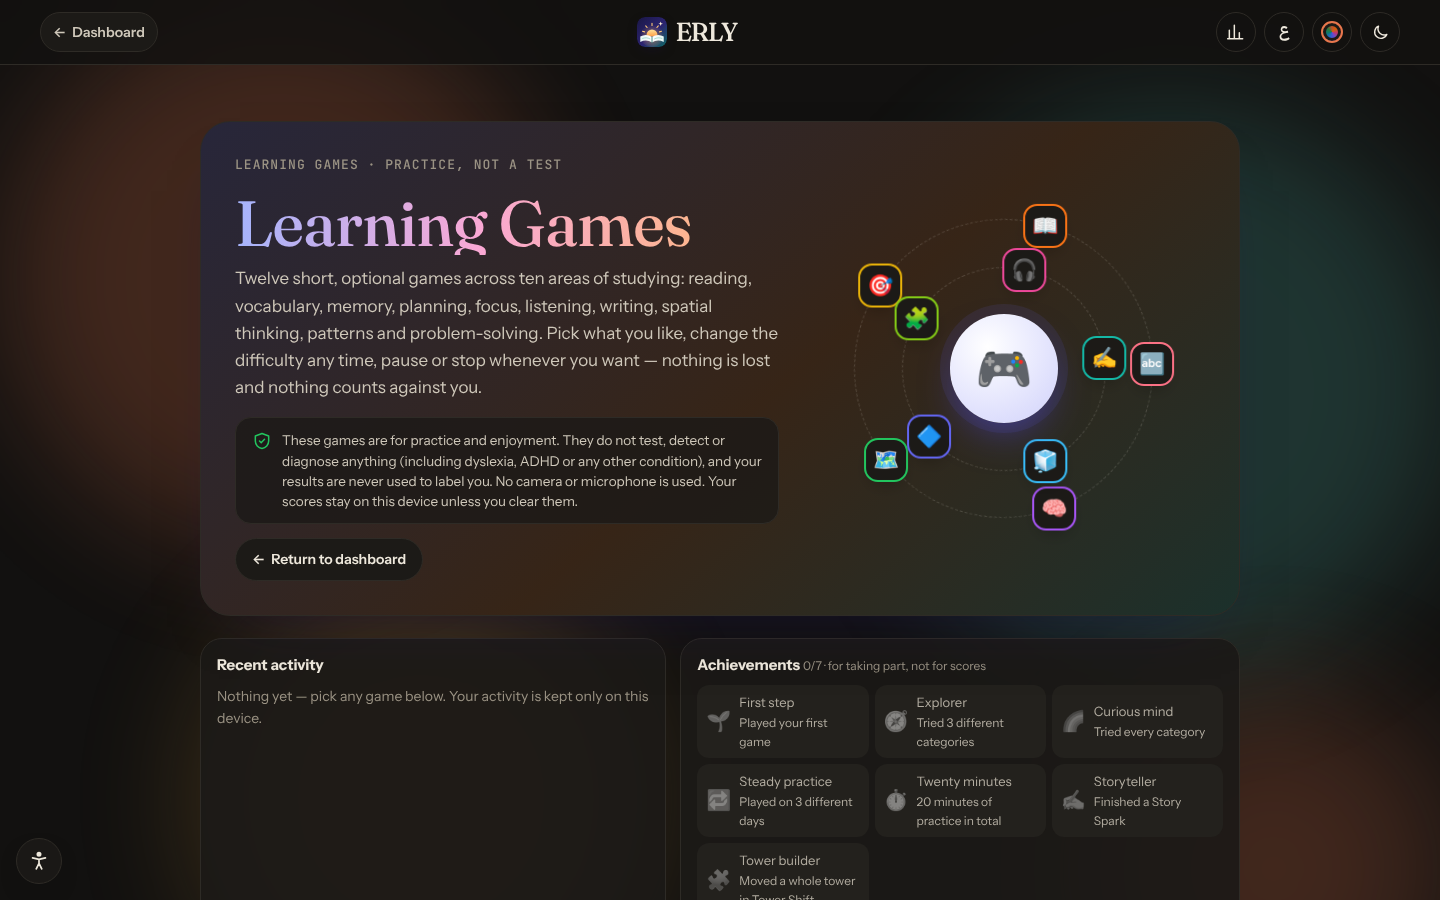 ← Dashboard
ERLY
ع
LEARNING GAMES · PRACTICE, NOT A TEST
Learning Games
Twelve short, optional games across ten areas of studying: reading,
vocabulary, memory, planning, focus, listening, writing, spatial
thinking, patterns and problem-solving. Pick what you like, change the
difficulty any time, pause or stop whenever you want — nothing is lost
and nothing counts against you.
These games are for practice and enjoyment. They do not test, detect or
diagnose anything (including dyslexia, ADHD or any other condition), and your
results are never used to label you. No camera or microphone is used. Your
scores stay on this device unless you clear them.
← Return to dashboard
abc
Recent activity
Nothing yet — pick any game below. Your activity is kept only on this
device.
Achievements 0/7 · for taking part, not for scores
First step
Played your first
game
Explorer
Tried 3 different
categories
Curious mind
Tried every category
Steady practice
Played on 3 different
days
Twenty minutes
20 minutes of
practice in total
Storyteller
Finished a Story
Spark
Tower builder
Moved a whole tower
in Tower Shift